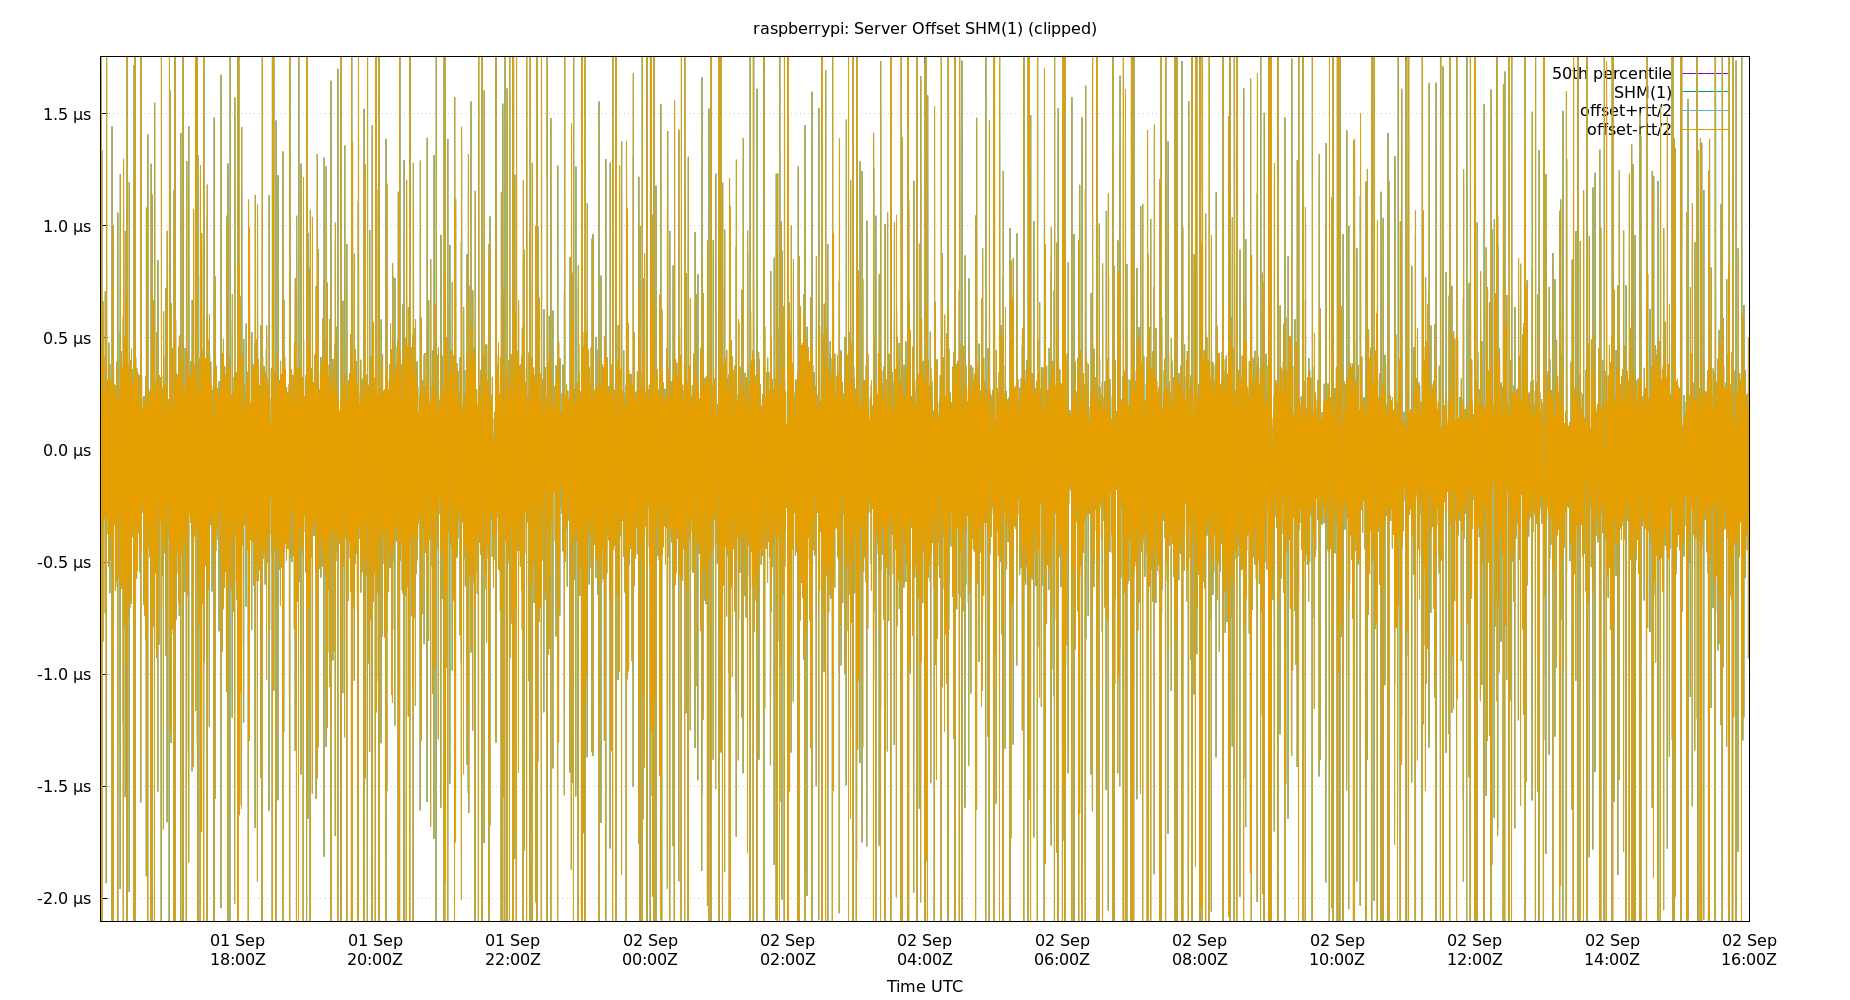 raspberrypi: Server Offset SHM(1) (clipped)
50th percentile
SHM(1)
offset+rtt/2
offset-rtt/2
1.5 µs
1.0 µs
0.5 µs
0.0 µs
-0.5 µs
-1.0 µs
-1.5 µs
-2.0 µs
01 Sep 01 Sep 01 Sep 02 Sep 02 Sep 02 Sep 02 Sep 02 Sep 02 Sep 02 Sep 02 Sep 02 Sep
18:00Z 20:00Z 22:00Z 00:00Z 02:00Z 04:00Z 06:00Z 08:00Z 10:00Z 12:00Z 14:00Z 16:00Z
Time UTC